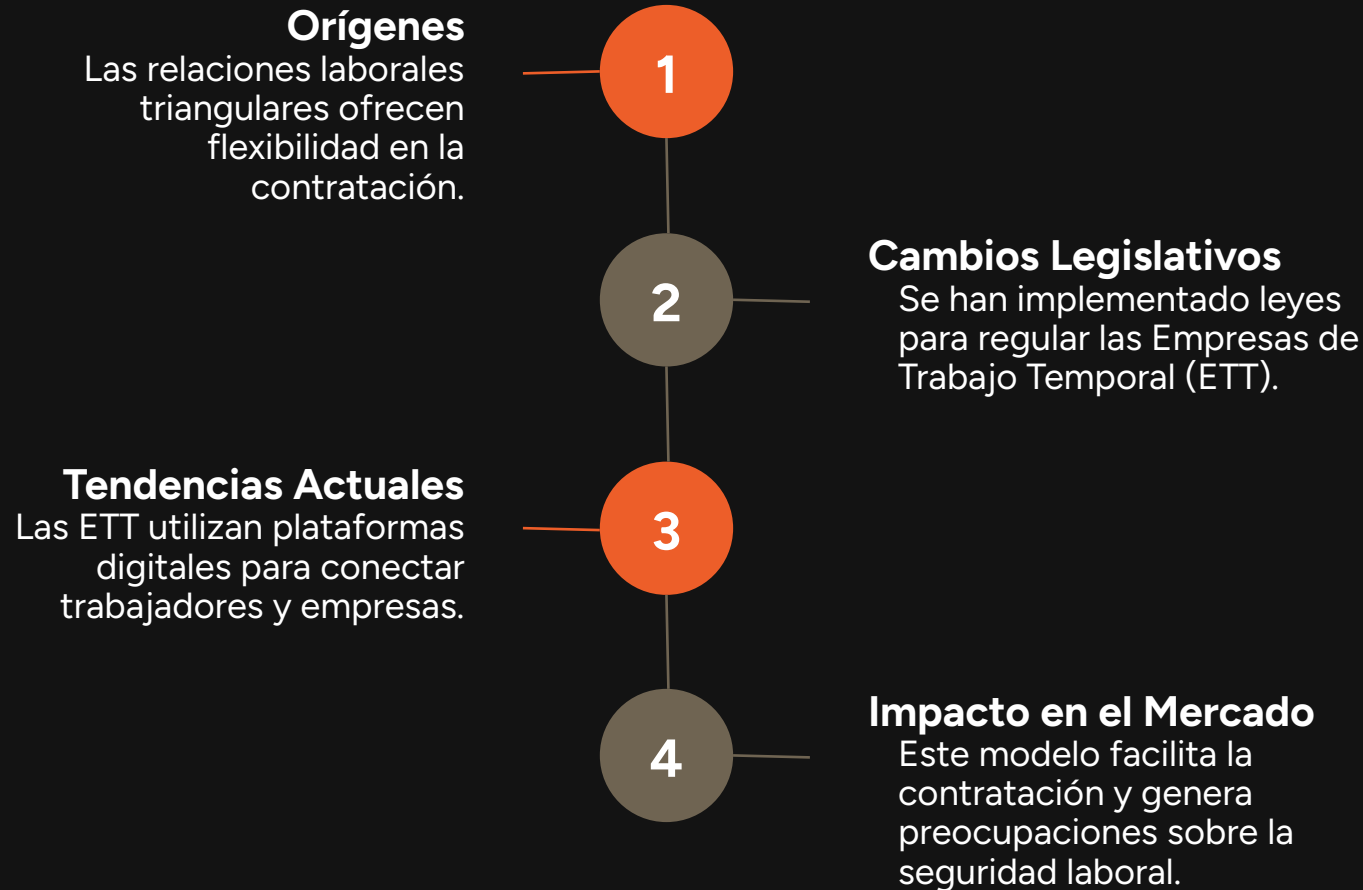 Orígenes
Las relaciones laborales
triangulares ofrecen
flexibilidad en la
contratación.
1
2
Cambios Legislativos
Se han implementado leyes
para regular las Empresas de
Trabajo Temporal (ETT).
Tendencias Actuales
Las ETT utilizan plataformas
digitales para conectar
trabajadores y empresas.
3
4
Impacto en el Mercado
Este modelo facilita la
contratación y genera
preocupaciones sobre la
seguridad laboral.